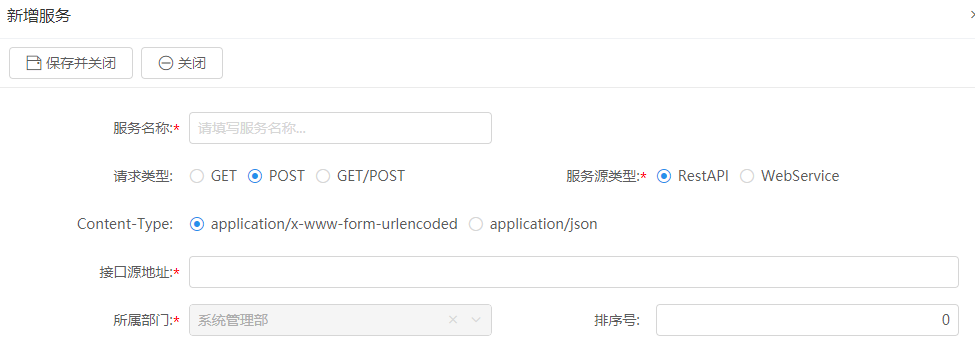 新增服务
保存并关闭 关闭
服务名称:* 请填写服务名称...
请求类型: GET POST GET/POST 服务源类型:* RestAPI WebService
Content-Type: application/x-www-form-urlencoded application/json
接口源地址:*
所属部门:* 系统管理部 排序号: 0